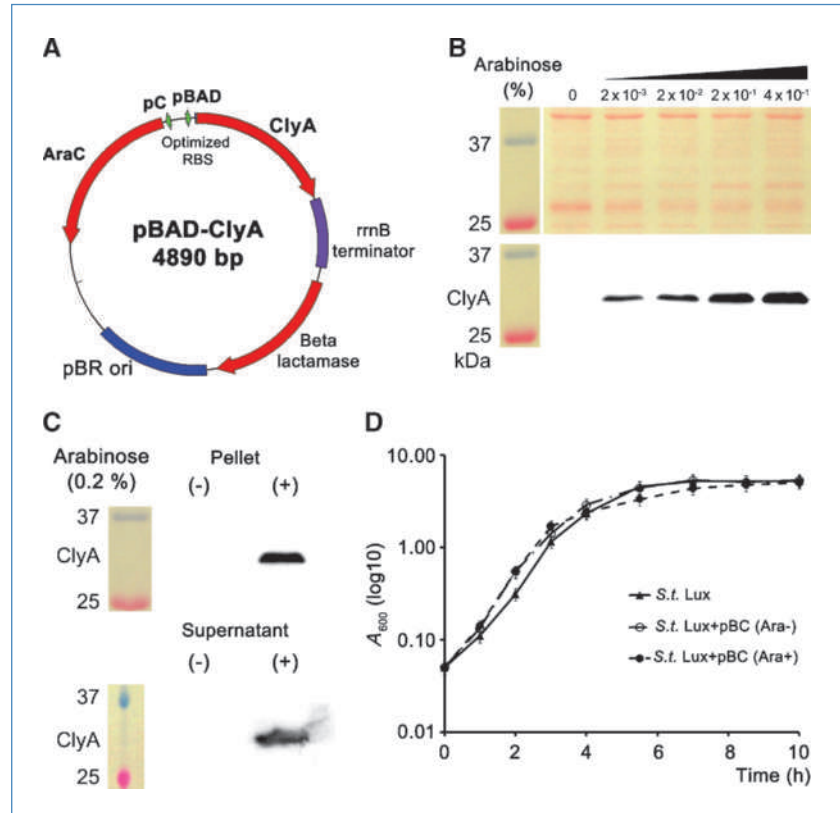 A
pC pBAD
ClyA
Optimized
RBS
AraC
pBAD-ClyA
4890 bp
rrnB
terminator
Beta
lactamase
pBR ori
B
Arabinose
(%)
0 2 x 10⁻³ 2 x 10⁻² 2 x 10⁻¹ 4 x 10⁻¹
37
25
37
ClyA
25
kDa
C
Arabinose
(0.2 %)
Pellet
(-) (+)
37
ClyA
25
Supernatant
(-) (+)
37
ClyA
25
D
A600 (log10)
10.00
1.00
0.10
0.01
S.t. Lux
S.t. Lux+pBC (Ara-)
S.t. Lux+pBC (Ara+)
0 2 4 6 8 10
Time (h)